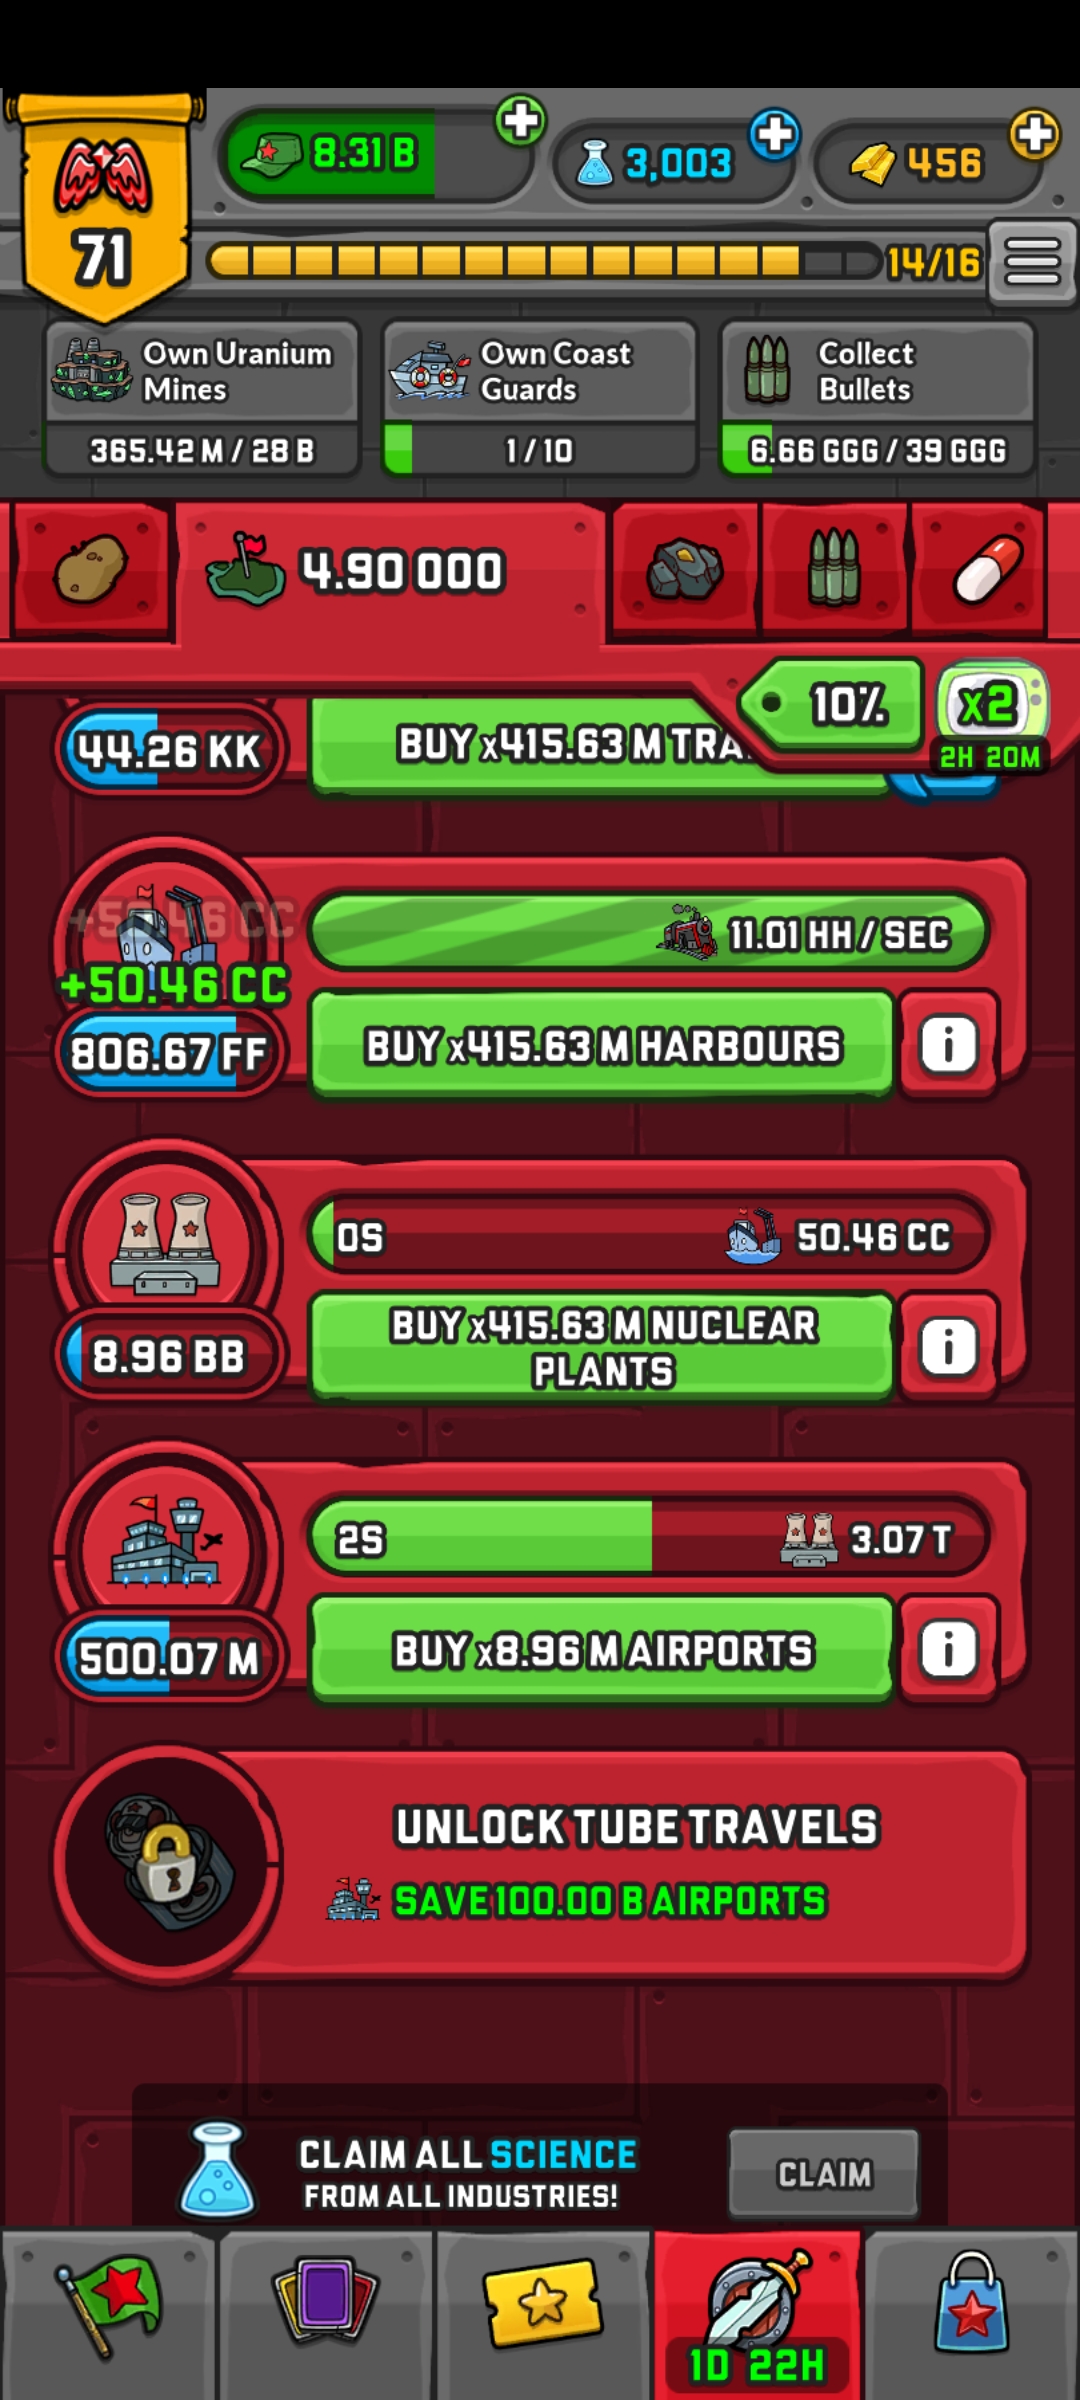 8.31 B
3,003
456
71
14/16
Own Uranium
Mines
365.42 M / 28 B
Own Coast
Guards
1 / 10
Collect
Bullets
6.66 GGG / 39 GGG
4.90 000
10%
x2
2H 20M
44.26 KK
BUY x415.63 M TRA
+50.46 CC
+50.46 CC
806.67 FF
11.01 HH / SEC
BUY x415.63 M HARBOURS
i
0S
50.46 CC
8.96 BB
BUY x415.63 M NUCLEAR
PLANTS
i
2S
3.07 T
500.07 M
BUY x8.96 M AIRPORTS
i
UNLOCK TUBE TRAVELS
SAVE 100.00 B AIRPORTS
CLAIM ALL SCIENCE
FROM ALL INDUSTRIES!
CLAIM
1D 22H